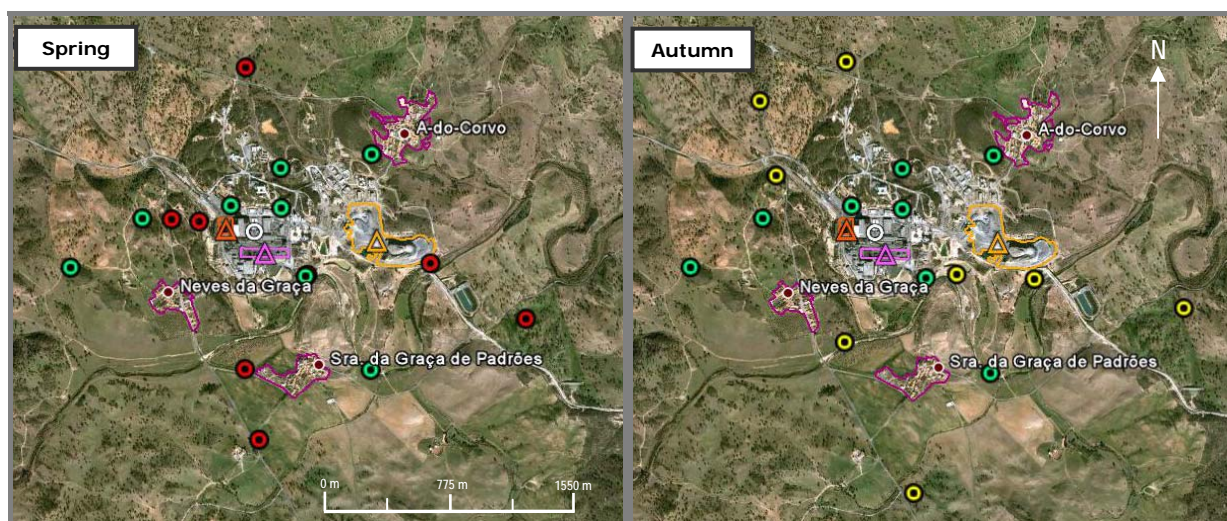 Spring
A-do-Corvo
Neves da Graça
Sra. da Graça de Padrões
0 m
775 m
1550 m
Autumn
N
A-do-Corvo
Neves da Graça
Sra. da Graça de Padrões